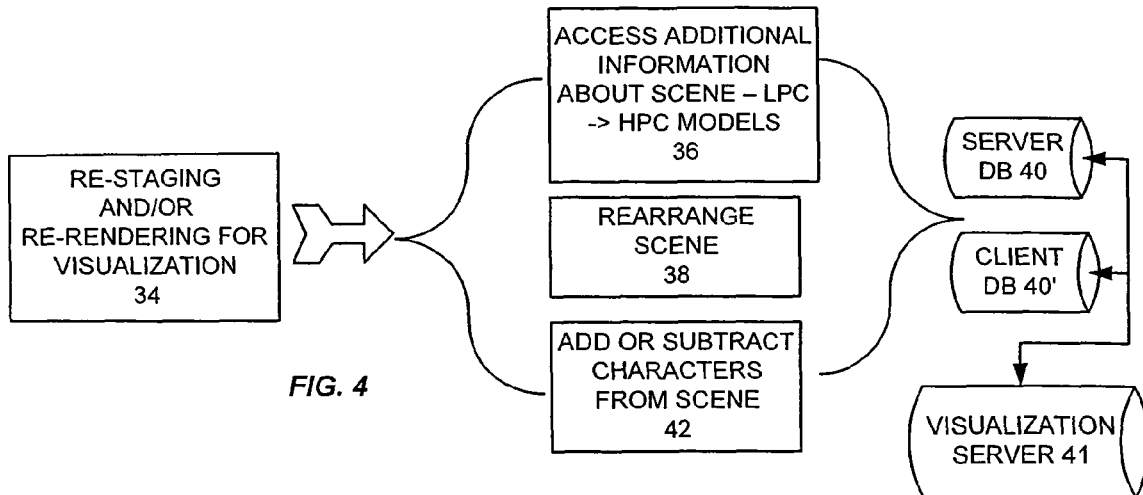 RE-STAGING
AND/OR
RE-RENDERING FOR
VISUALIZATION
34
ACCESS ADDITIONAL
INFORMATION
ABOUT SCENE – LPC
-> HPC MODELS
36
REARRANGE
SCENE
38
ADD OR SUBTRACT
CHARACTERS
FROM SCENE
42
SERVER
DB 40
CLIENT
DB 40'
VISUALIZATION
SERVER 41
FIG. 4